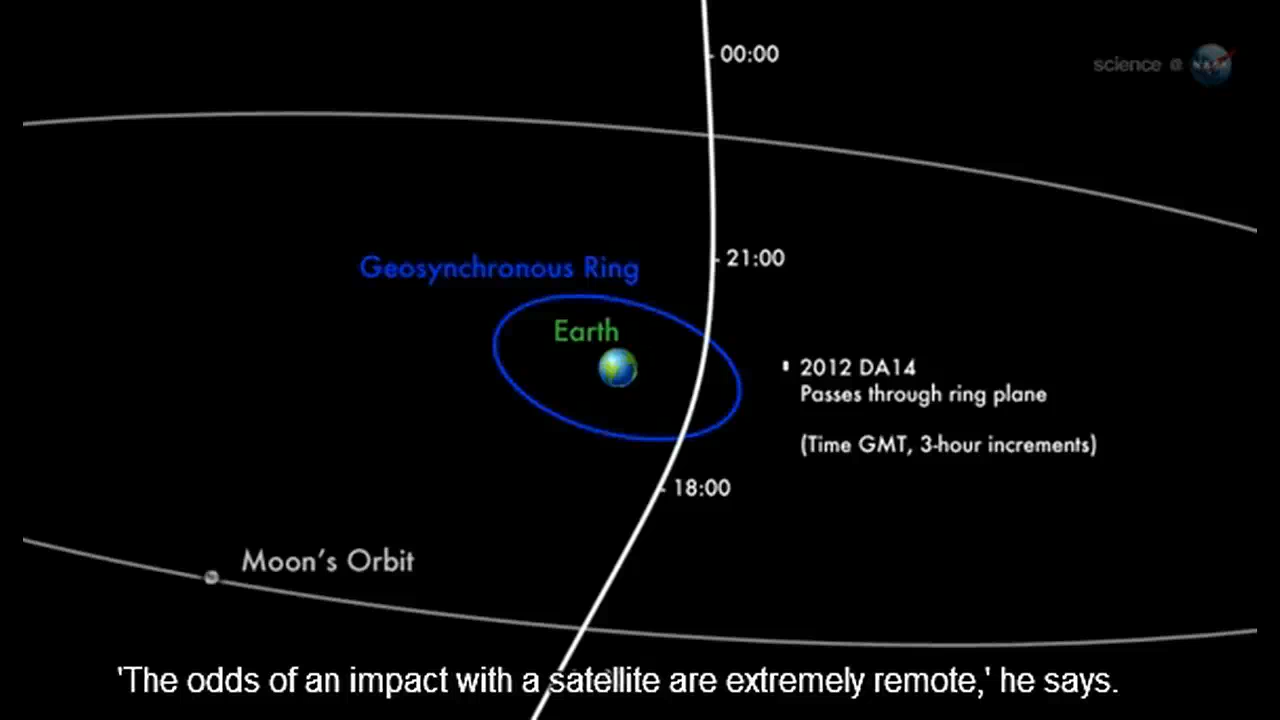 00:00
science @ NASA
21:00
Geosynchronous Ring
Earth
2012 DA14
Passes through ring plane
(Time GMT, 3-hour increments)
18:00
Moon's Orbit
'The odds of an impact with a satellite are extremely remote,' he says.